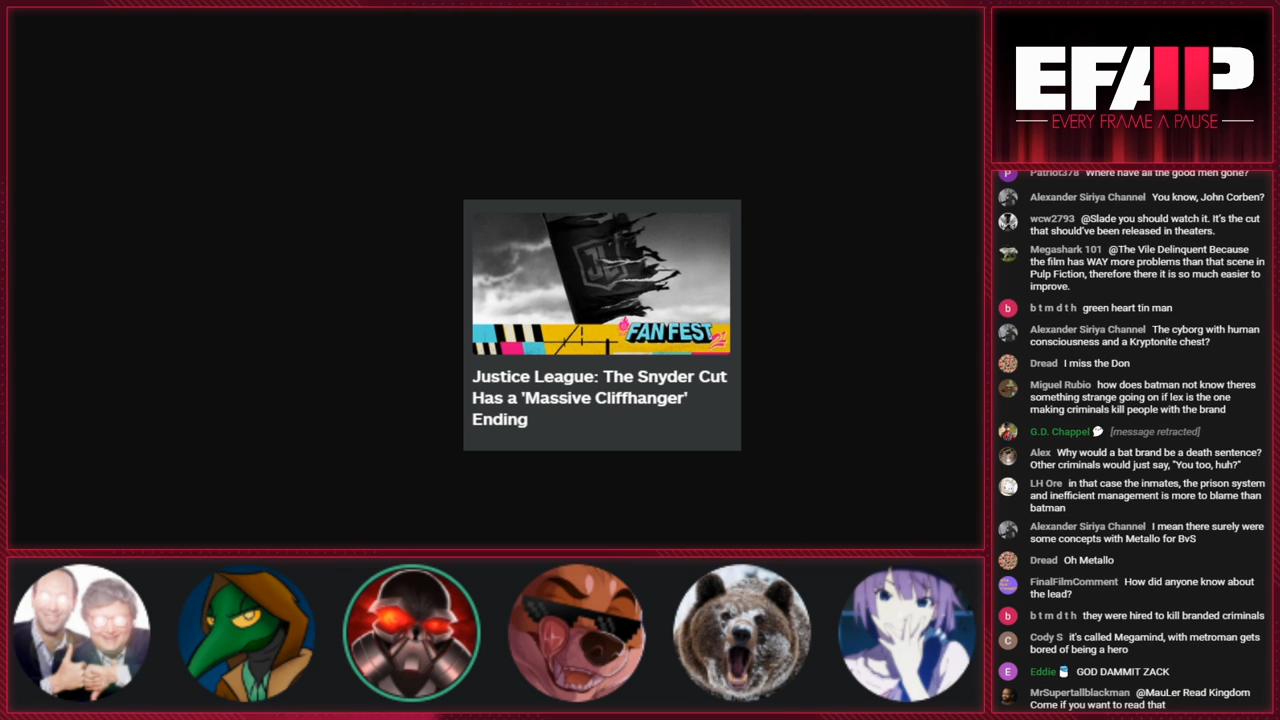 FAN FEST
Justice League: The Snyder Cut
Has a 'Massive Cliffhanger'
Ending
EFAP
EVERY FRAME A PAUSE
P Patriot378 Where have all the good men gone?
Alexander Siriya Channel You know, John Corben?
wcw2793 @Slade you should watch it. It's the cut
that should've been released in theaters.
Megashark 101 @The Vile Delinquent Because
the film has WAY more problems than that scene in
Pulp Fiction, therefore there it is so much easier to
improve.
b b t m d t h green heart tin man
Alexander Siriya Channel The cyborg with human
consciousness and a Kryptonite chest?
Dread I miss the Don
Miguel Rubio how does batman not know theres
something strange going on if lex is the one
making criminals kill people with the brand
G.D. Chappel [message retracted]
Alex Why would a bat brand be a death sentence?
Other criminals would just say, "You too, huh?"
LH Ore in that case the inmates, the prison system
and inefficient management is more to blame than
batman
Alexander Siriya Channel I mean there surely were
some concepts with Metallo for BvS
Dread Oh Metallo
FinalFilmComment How did anyone know about
the lead?
b b t m d t h they were hired to kill branded criminals
C Cody S it's called Megamind, with metroman gets
bored of being a hero
E Eddie GOD DAMMIT ZACK
MrSupertallblackman @MauLer Read Kingdom
Come if you want to read that